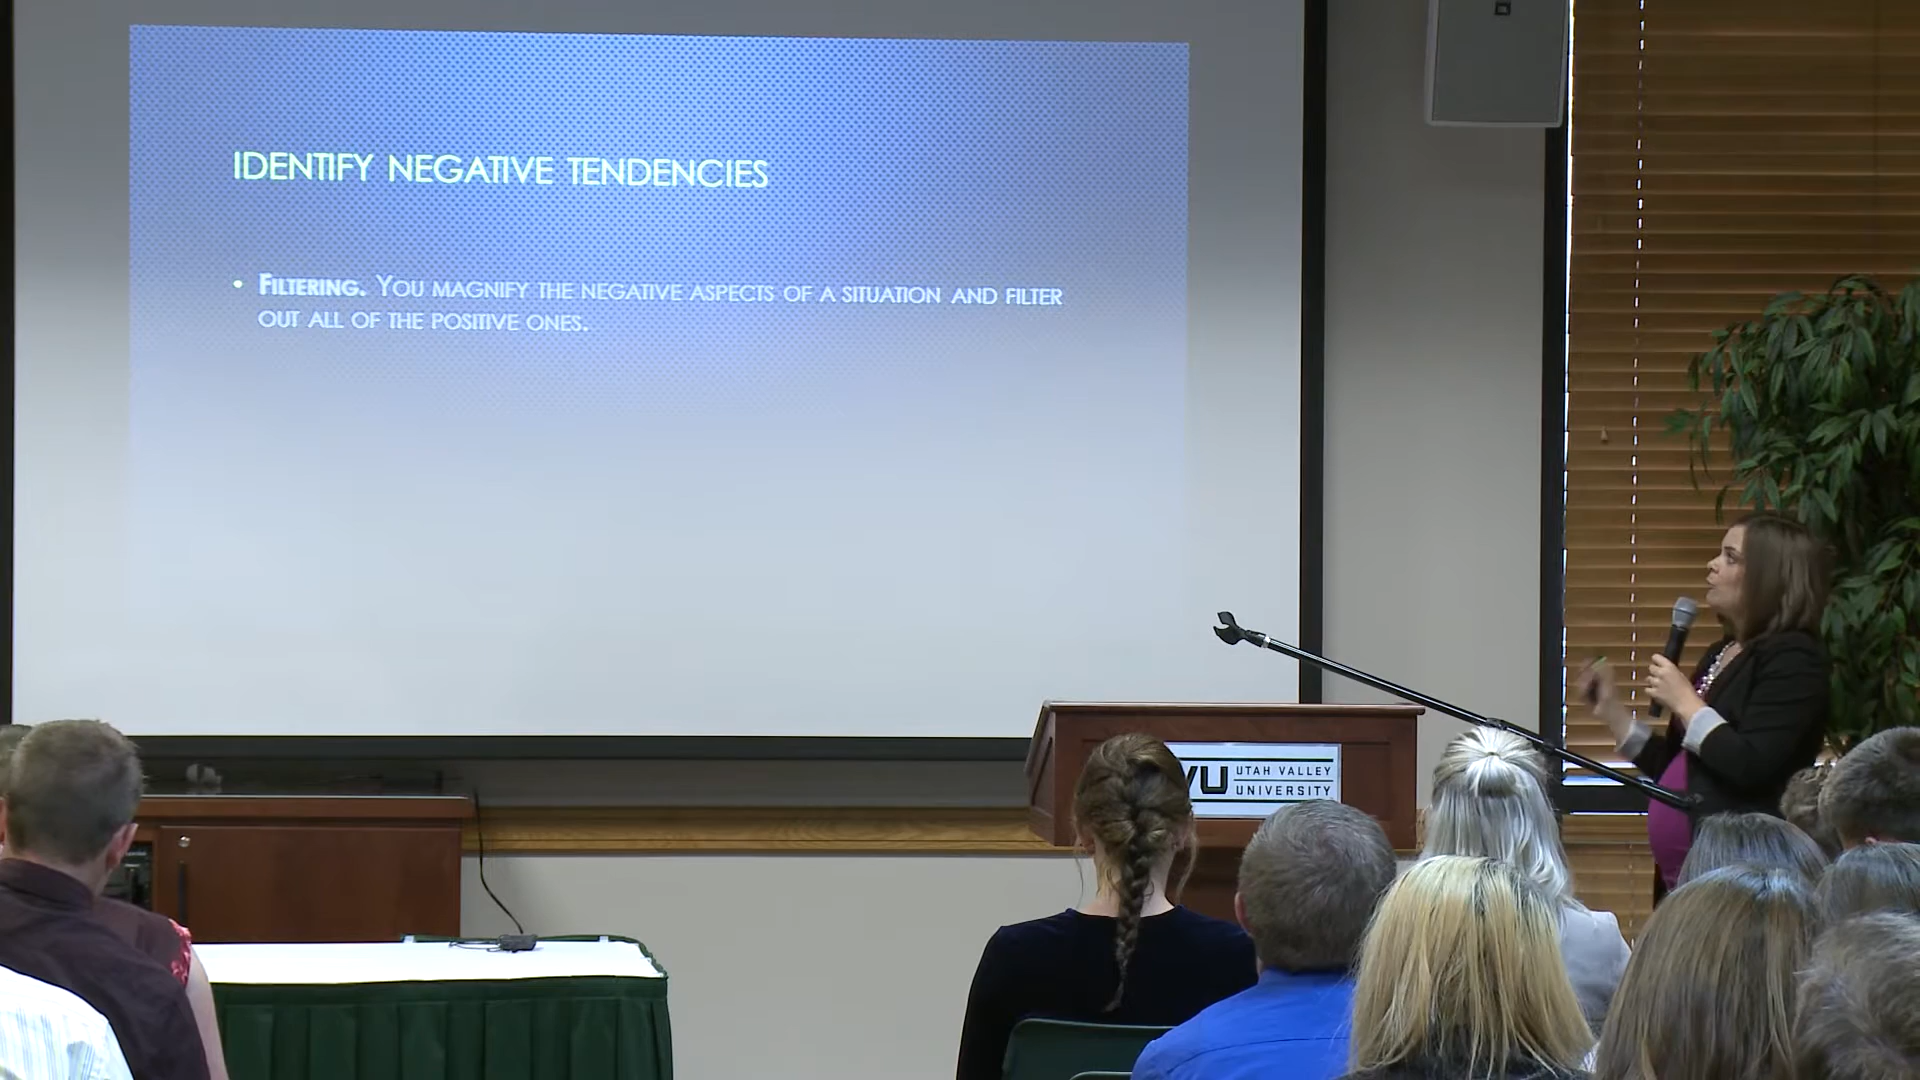 IDENTIFY NEGATIVE TENDENCIES
• FILTERING. YOU MAGNIFY THE NEGATIVE ASPECTS OF A SITUATION AND FILTER
OUT ALL OF THE POSITIVE ONES.
VU UTAH VALLEY
UNIVERSITY